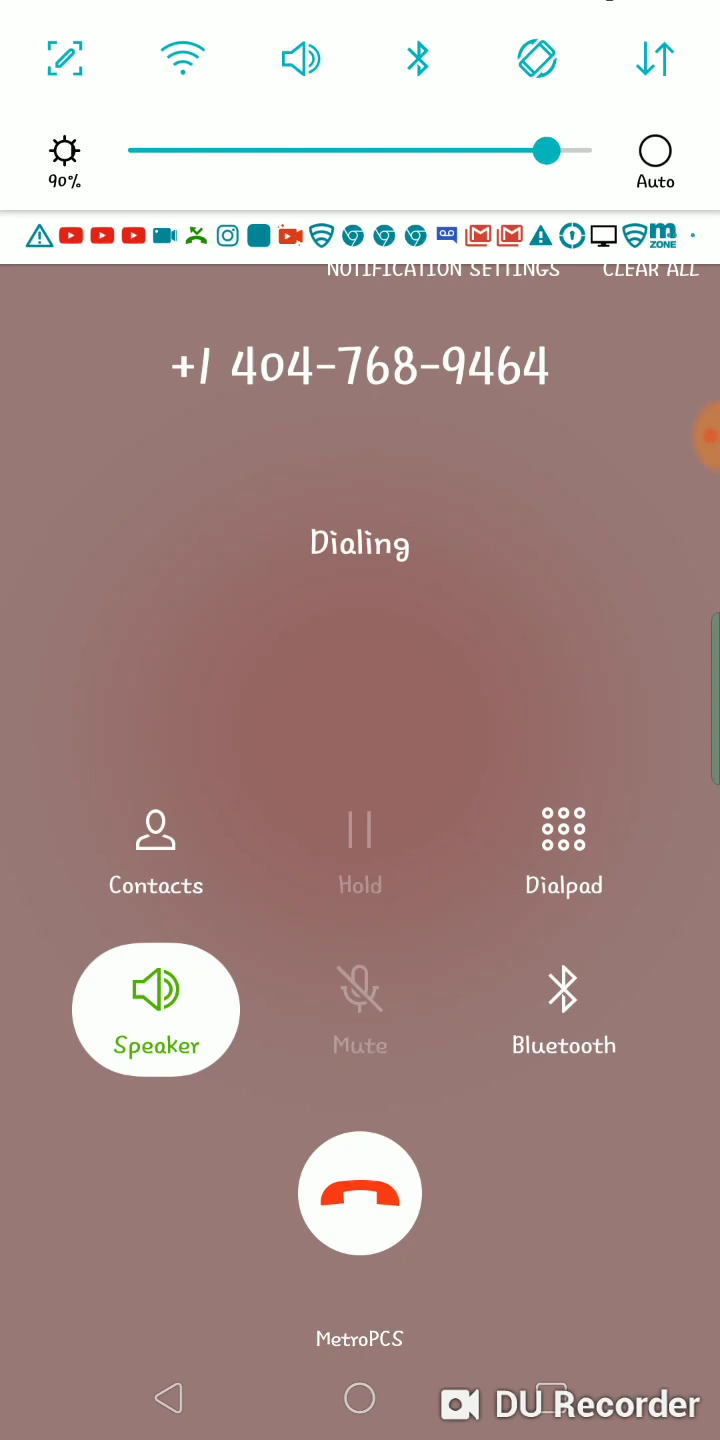 90%
Auto
m
ZONE
NOTIFICATION SETTINGS
CLEAR ALL
+1 404-768-9464
Dialing
Contacts
Hold
Dialpad
Speaker
Mute
Bluetooth
MetroPCS
DU Recorder